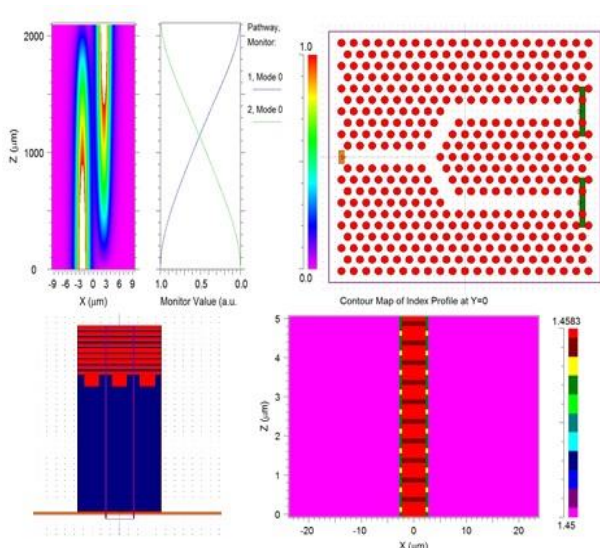 2000
1000
0
Z (μm)
-9 -6 -3 0 3 6 9
X (μm)
1.0 0.5 0.0
Monitor Value (a.u.
Pathway,
Monitor:
1, Mode 0
2, Mode 0
1.0
0.0
Contour Map of Index Profile at Y=0
5
4
3
2
1
0
Z (μm)
-20 -10 0 10 20
X (μm)
1.4583
1.45